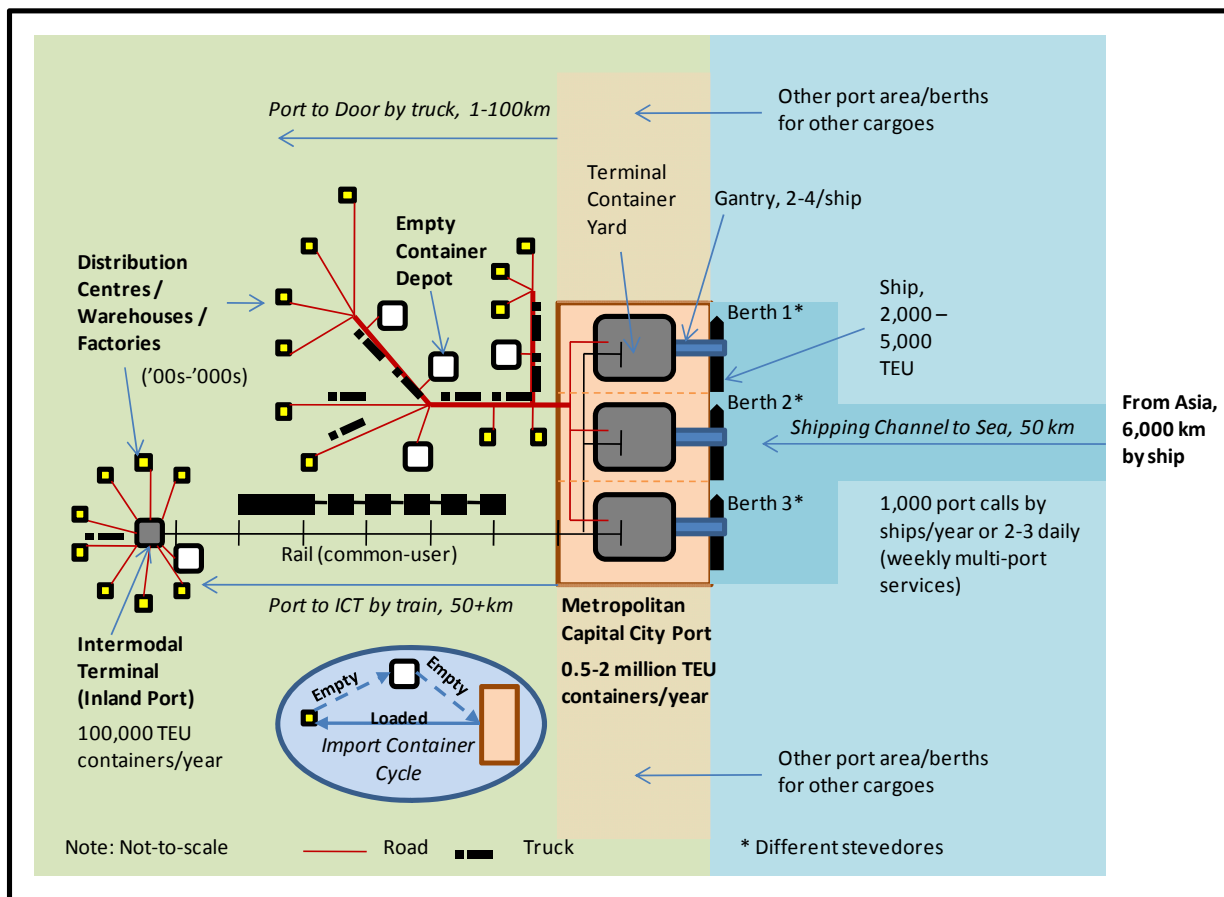 Port to Door by truck, 1-100km
Other port area/berths
for other cargoes
Terminal
Container
Yard
Gantry, 2-4/ship
Empty
Container
Depot
Distribution
Centres /
Warehouses /
Factories
('00s-'000s)
Ship,
2,000 –
5,000
TEU
Berth 1*
Berth 2*
Shipping Channel to Sea, 50 km
From Asia,
6,000 km
by ship
Berth 3*
1,000 port calls by
ships/year or 2-3 daily
(weekly multi-port
services)
Rail (common-user)
Port to ICT by train, 50+km
Metropolitan
Capital City Port
0.5-2 million TEU
containers/year
Intermodal
Terminal
(Inland Port)
100,000 TEU
containers/year
Empty
Empty
Loaded
Import Container
Cycle
Other port area/berths
for other cargoes
Note: Not-to-scale
Road
Truck
* Different stevedores